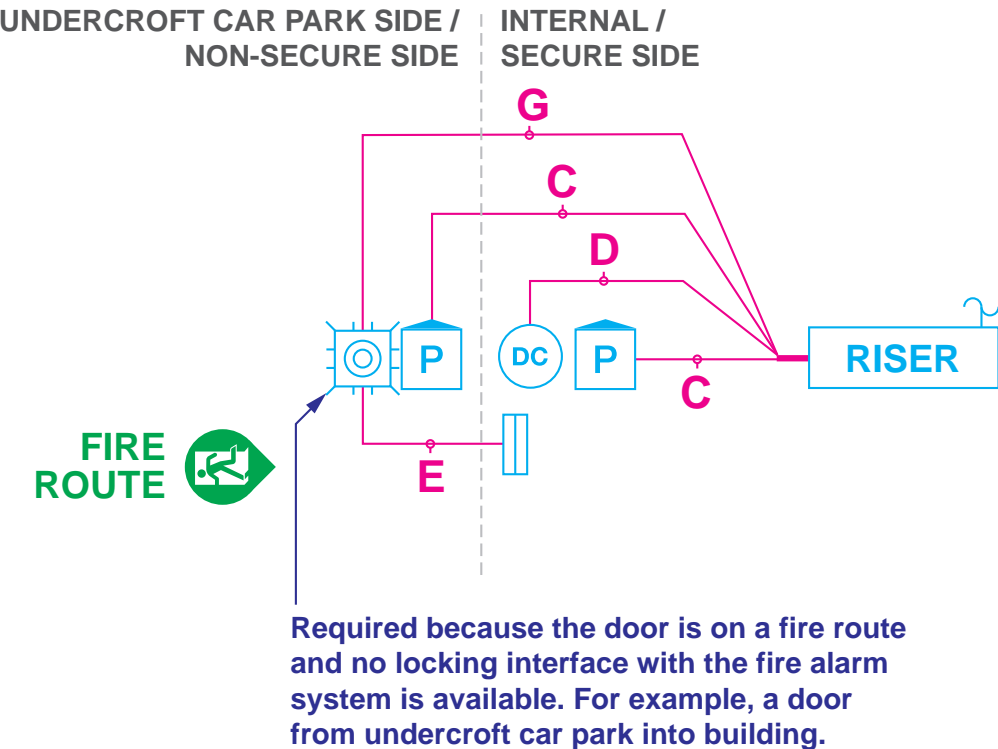 UNDERCROFT CAR PARK SIDE /
NON-SECURE SIDE
INTERNAL /
SECURE SIDE
G
C
D
P
DC
P
RISER
C
E
FIRE
ROUTE
Required because the door is on a fire route
and no locking interface with the fire alarm
system is available. For example, a door
from undercroft car park into building.